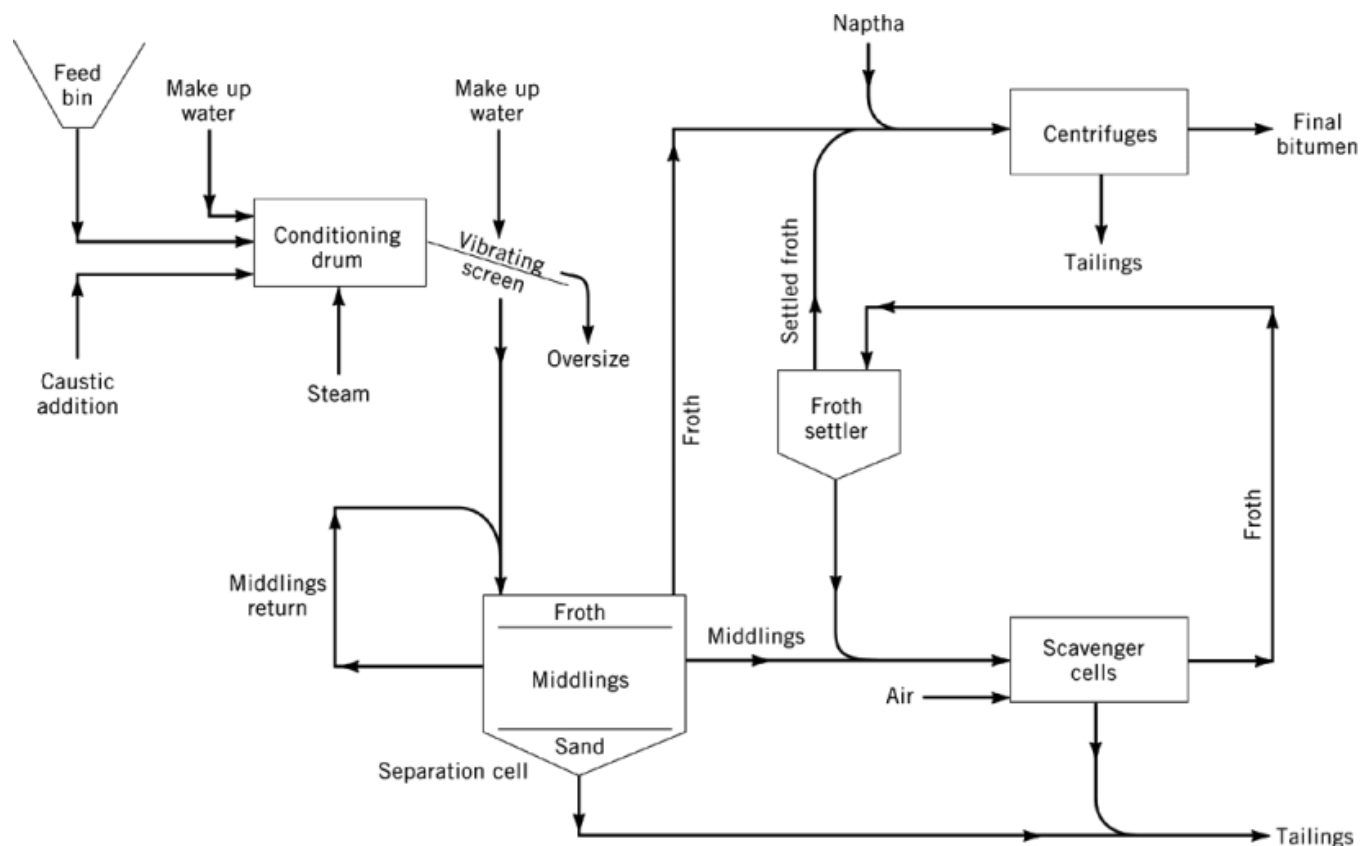 Naptha
Feed
bin
Make up
water
Make up
water
Centrifuges
Final
bitumen
Conditioning
drum
Vibrating
screen
Settled froth
Tailings
Oversize
Caustic
addition
Steam
Froth
settler
Froth
Froth
Middlings
return
Froth
Middlings
Middlings
Scavenger
cells
Air
Sand
Separation cell
Tailings